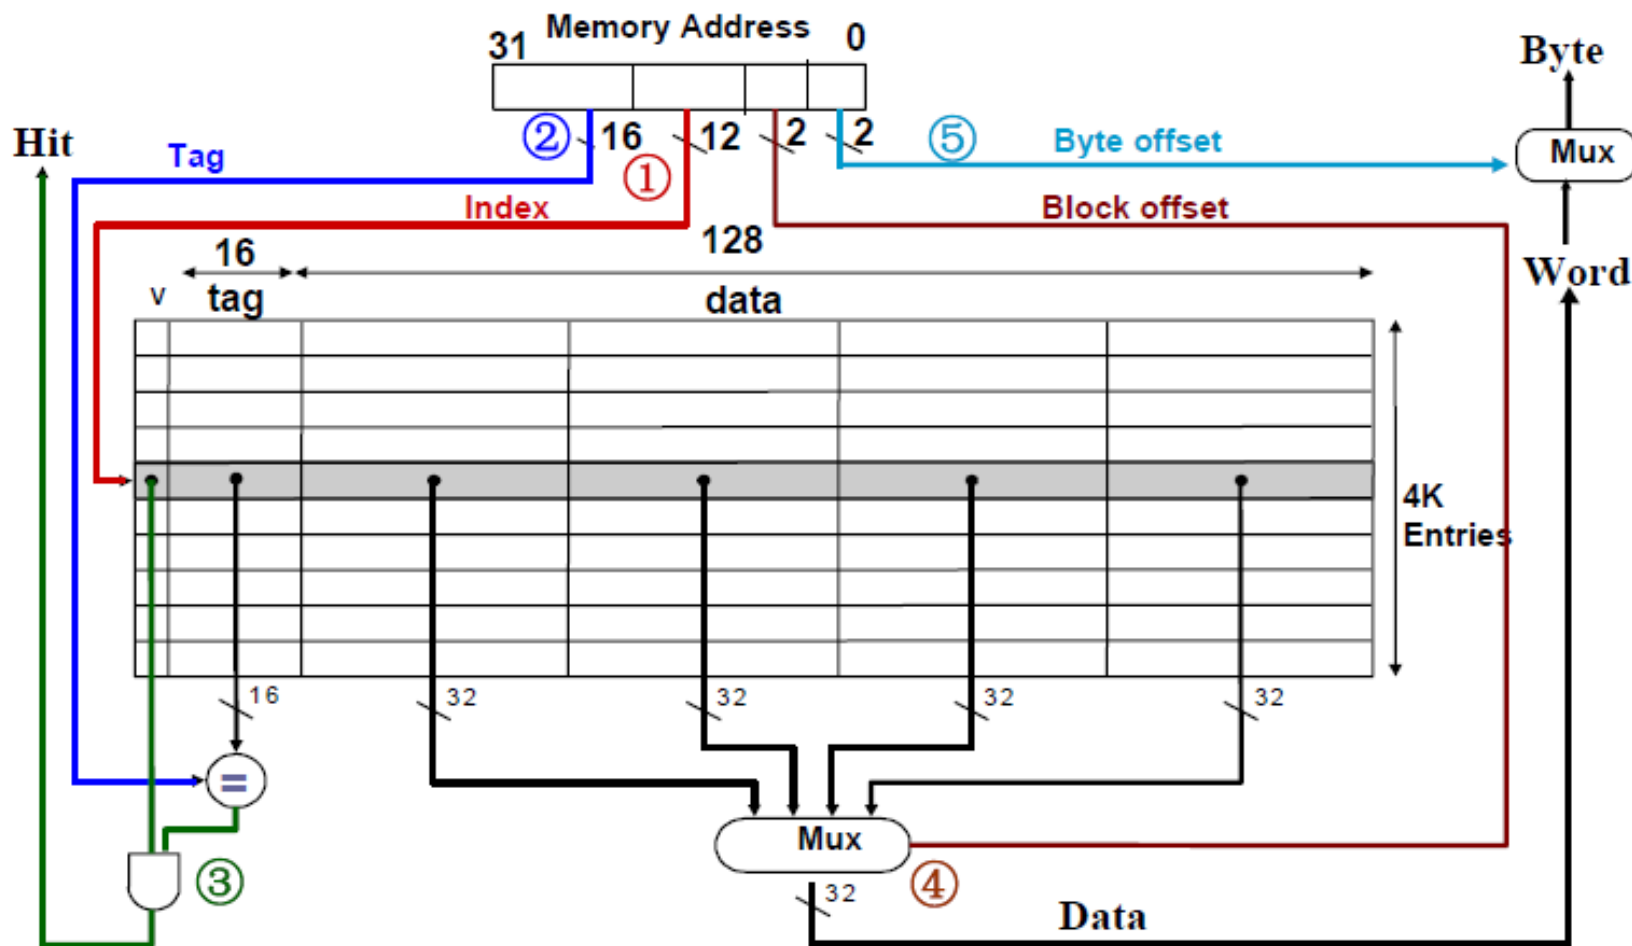 Memory Address
31
0
Byte
Hit
②
16
12
2
2
⑤
Byte offset
Mux
Tag
①
Index
Block offset
16
128
Word
v
tag
data
4K
Entries
16
32
32
32
32
=
Mux
③
④
32
Data